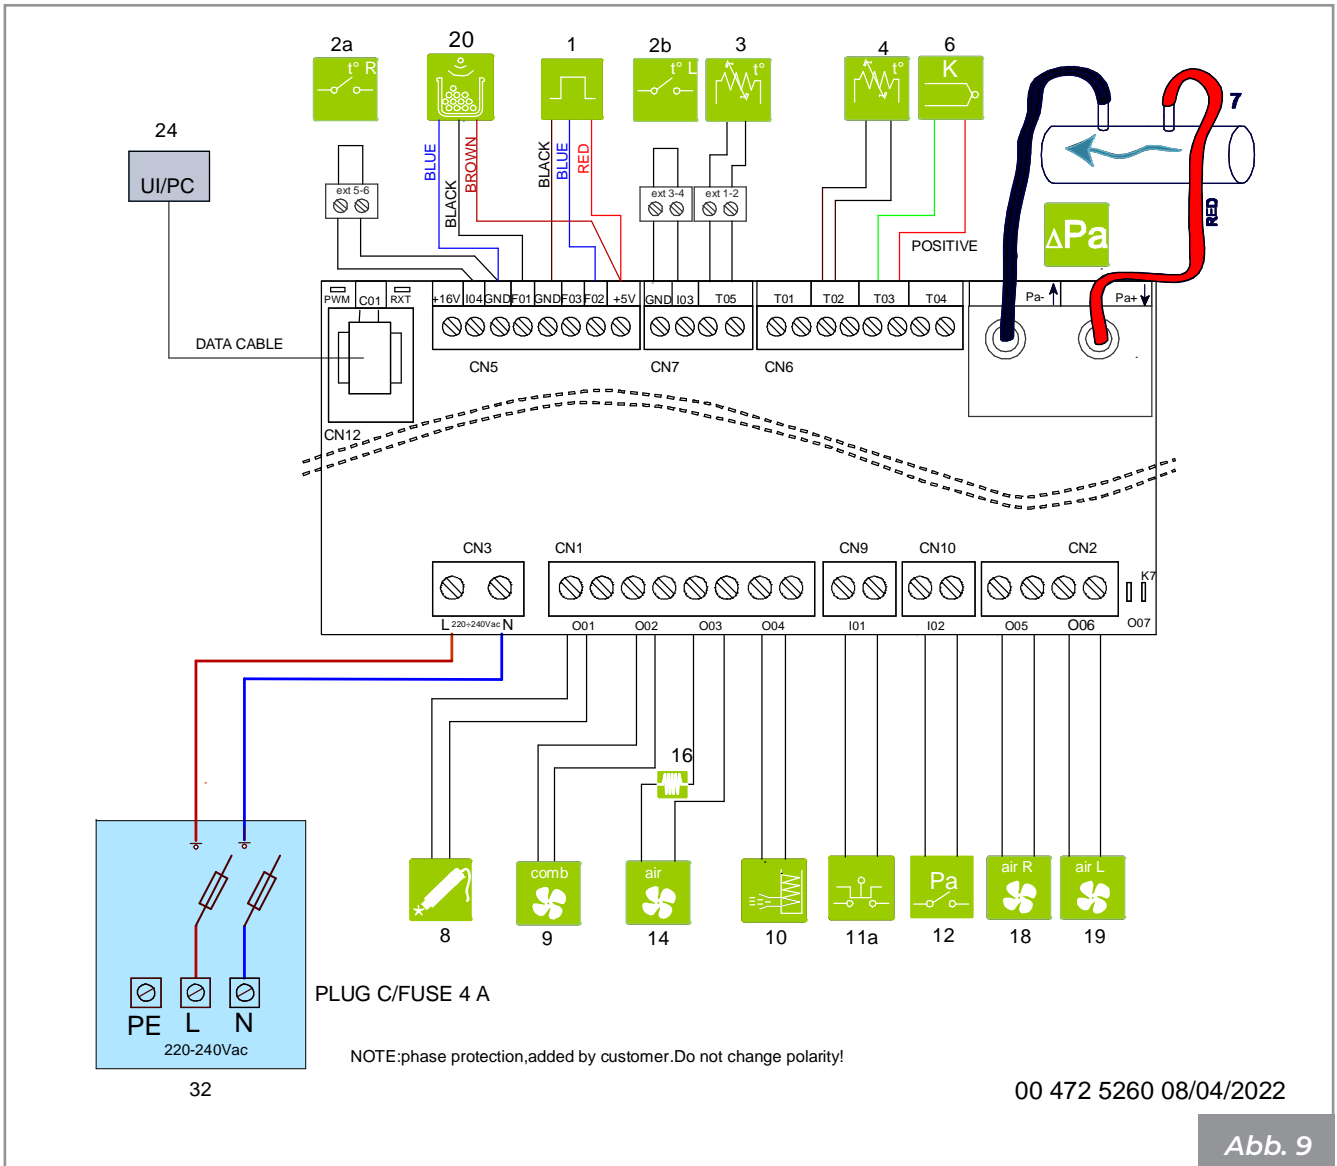 2a
20
1
2b
3
4
6
7
t° R
t° L
t°
t°
K
24
UI/PC
BLUE
BLACK
BROWN
BLACK
BLUE
RED
ext 5-6
ext 3-4
ext 1-2
POSITIVE
RED
ΔPa
PWM
C01
RXT
+16V
I04
GND
F01
GND
F03
F02
+5V
GND
I03
T05
T01
T02
T03
T04
Pa-
Pa+
DATA CABLE
CN5
CN7
CN6
CN12
CN3
CN1
CN9
CN10
CN2
K7
L
220÷240Vac
N
O01
O02
O03
O04
I01
I02
O05
O06
O07
16
comb
air
Pa
air R
air L
8
9
14
10
11a
12
18
19
PLUG C/FUSE 4 A
PE
L
N
220-240Vac
32
NOTE:phase protection,added by customer.Do not change polarity!
00 472 5260 08/04/2022
Abb. 9